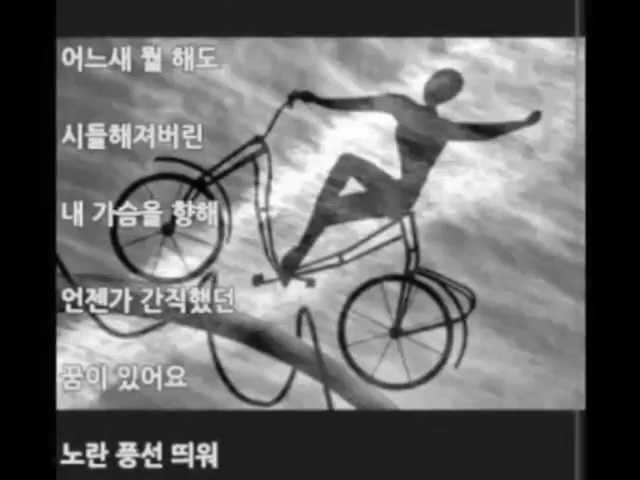 어느새 뭘 해도
시들해져버린
내 가슴을 향해
언젠가 간직했던
꿈이 있어요
노란 풍선 띄워